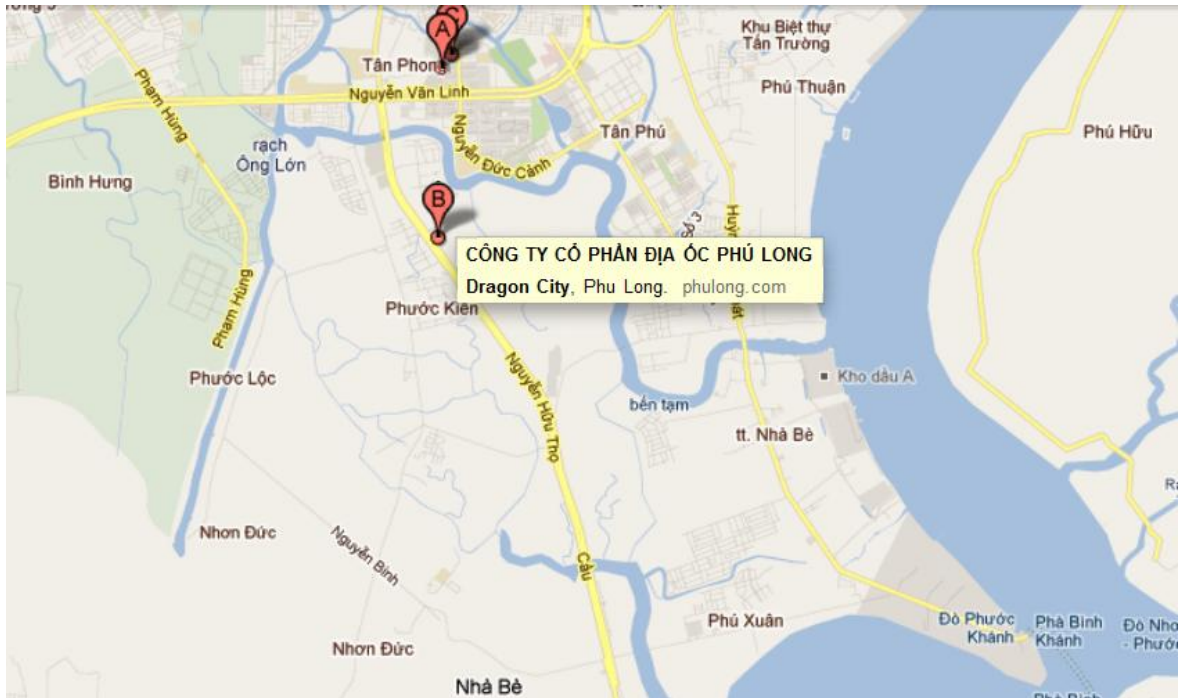 C
A
Khu Biệt thự
Tấn Trường
Tân Phong
Phú Thuận
Nguyễn Văn Linh
Phạm Hùng
Nguyễn Đức Cảnh
Tân Phú
Phú Hữu
rạch
Ông Lớn
Bình Hưng
B
Số 3
CÔNG TY CỔ PHẦN ĐỊA ỐC PHÚ LONG
Dragon City, Phu Long. phulong.com
Phạm Hùng
Phước Kiển
Phước Lộc
Nguyễn Hữu Thọ
Kho dầu A
bến tạm
tt. Nhà Bè
Nhơn Đức
Nguyễn Bình
Cầu
Phú Xuân
Đò Phước
Khánh
Phà Bình
Khánh
Nhơn Đức
Nhà Bè